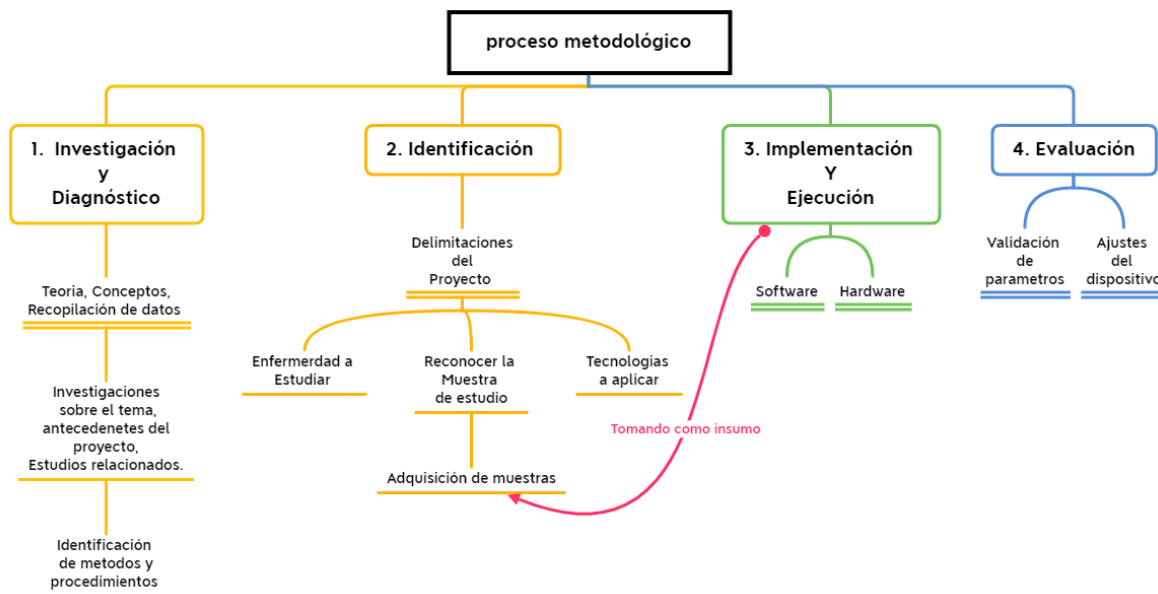 proceso metodológico
1. Investigación
y
Diagnóstico
Teoria, Conceptos,
Recopilación de datos
Investigaciones
sobre el tema,
antecedenetes del
proyecto,
Estudios relacionados.
Identificación
de metodos y
procedimientos
2. Identificación
Delimitaciones
del
Proyecto
Enfermerdad a
Estudiar
Reconocer la
Muestra
de estudio
Adquisición de muestras
Tecnologias
a aplicar
Tomando como insumo
3. Implementación
Y
Ejecución
Software
Hardware
4. Evaluación
Validación
de
parametros
Ajustes
del
dispositivo